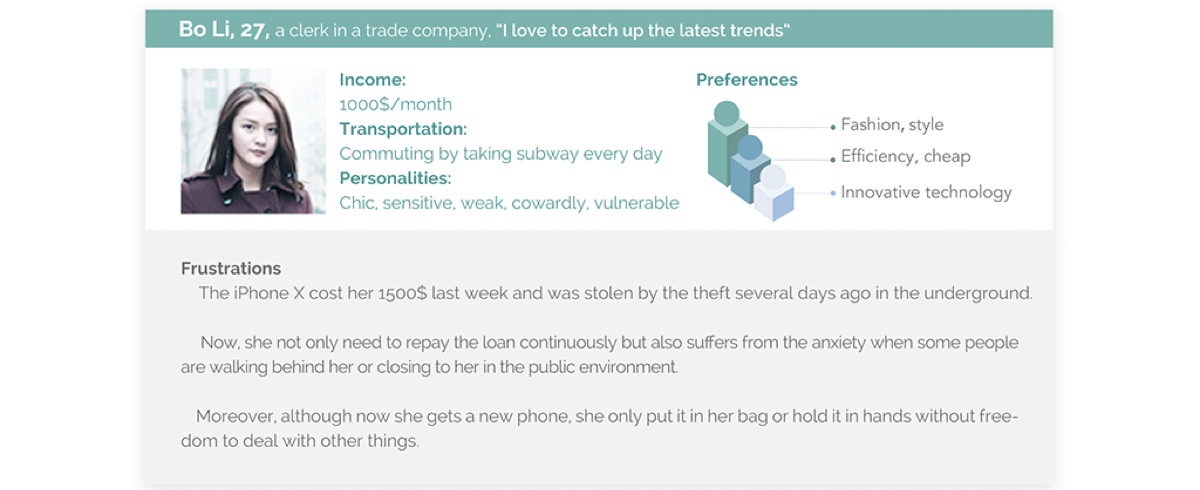 Bo Li, 27, a clerk in a trade company, “I love to catch up the latest trends”
Income:
1000$/month
Transportation:
Commuting by taking subway every day
Personalities:
Chic, sensitive, weak, cowardly, vulnerable
Preferences
Fashion, style
Efficiency, cheap
Innovative technology
Frustrations
The iPhone X cost her 1500$ last week and was stolen by the theft several days ago in the underground.
Now, she not only need to repay the loan continuously but also suffers from the anxiety when some people
are walking behind her or closing to her in the public environment.
Moreover, although now she gets a new phone, she only put it in her bag or hold it in hands without free-
dom to deal with other things.